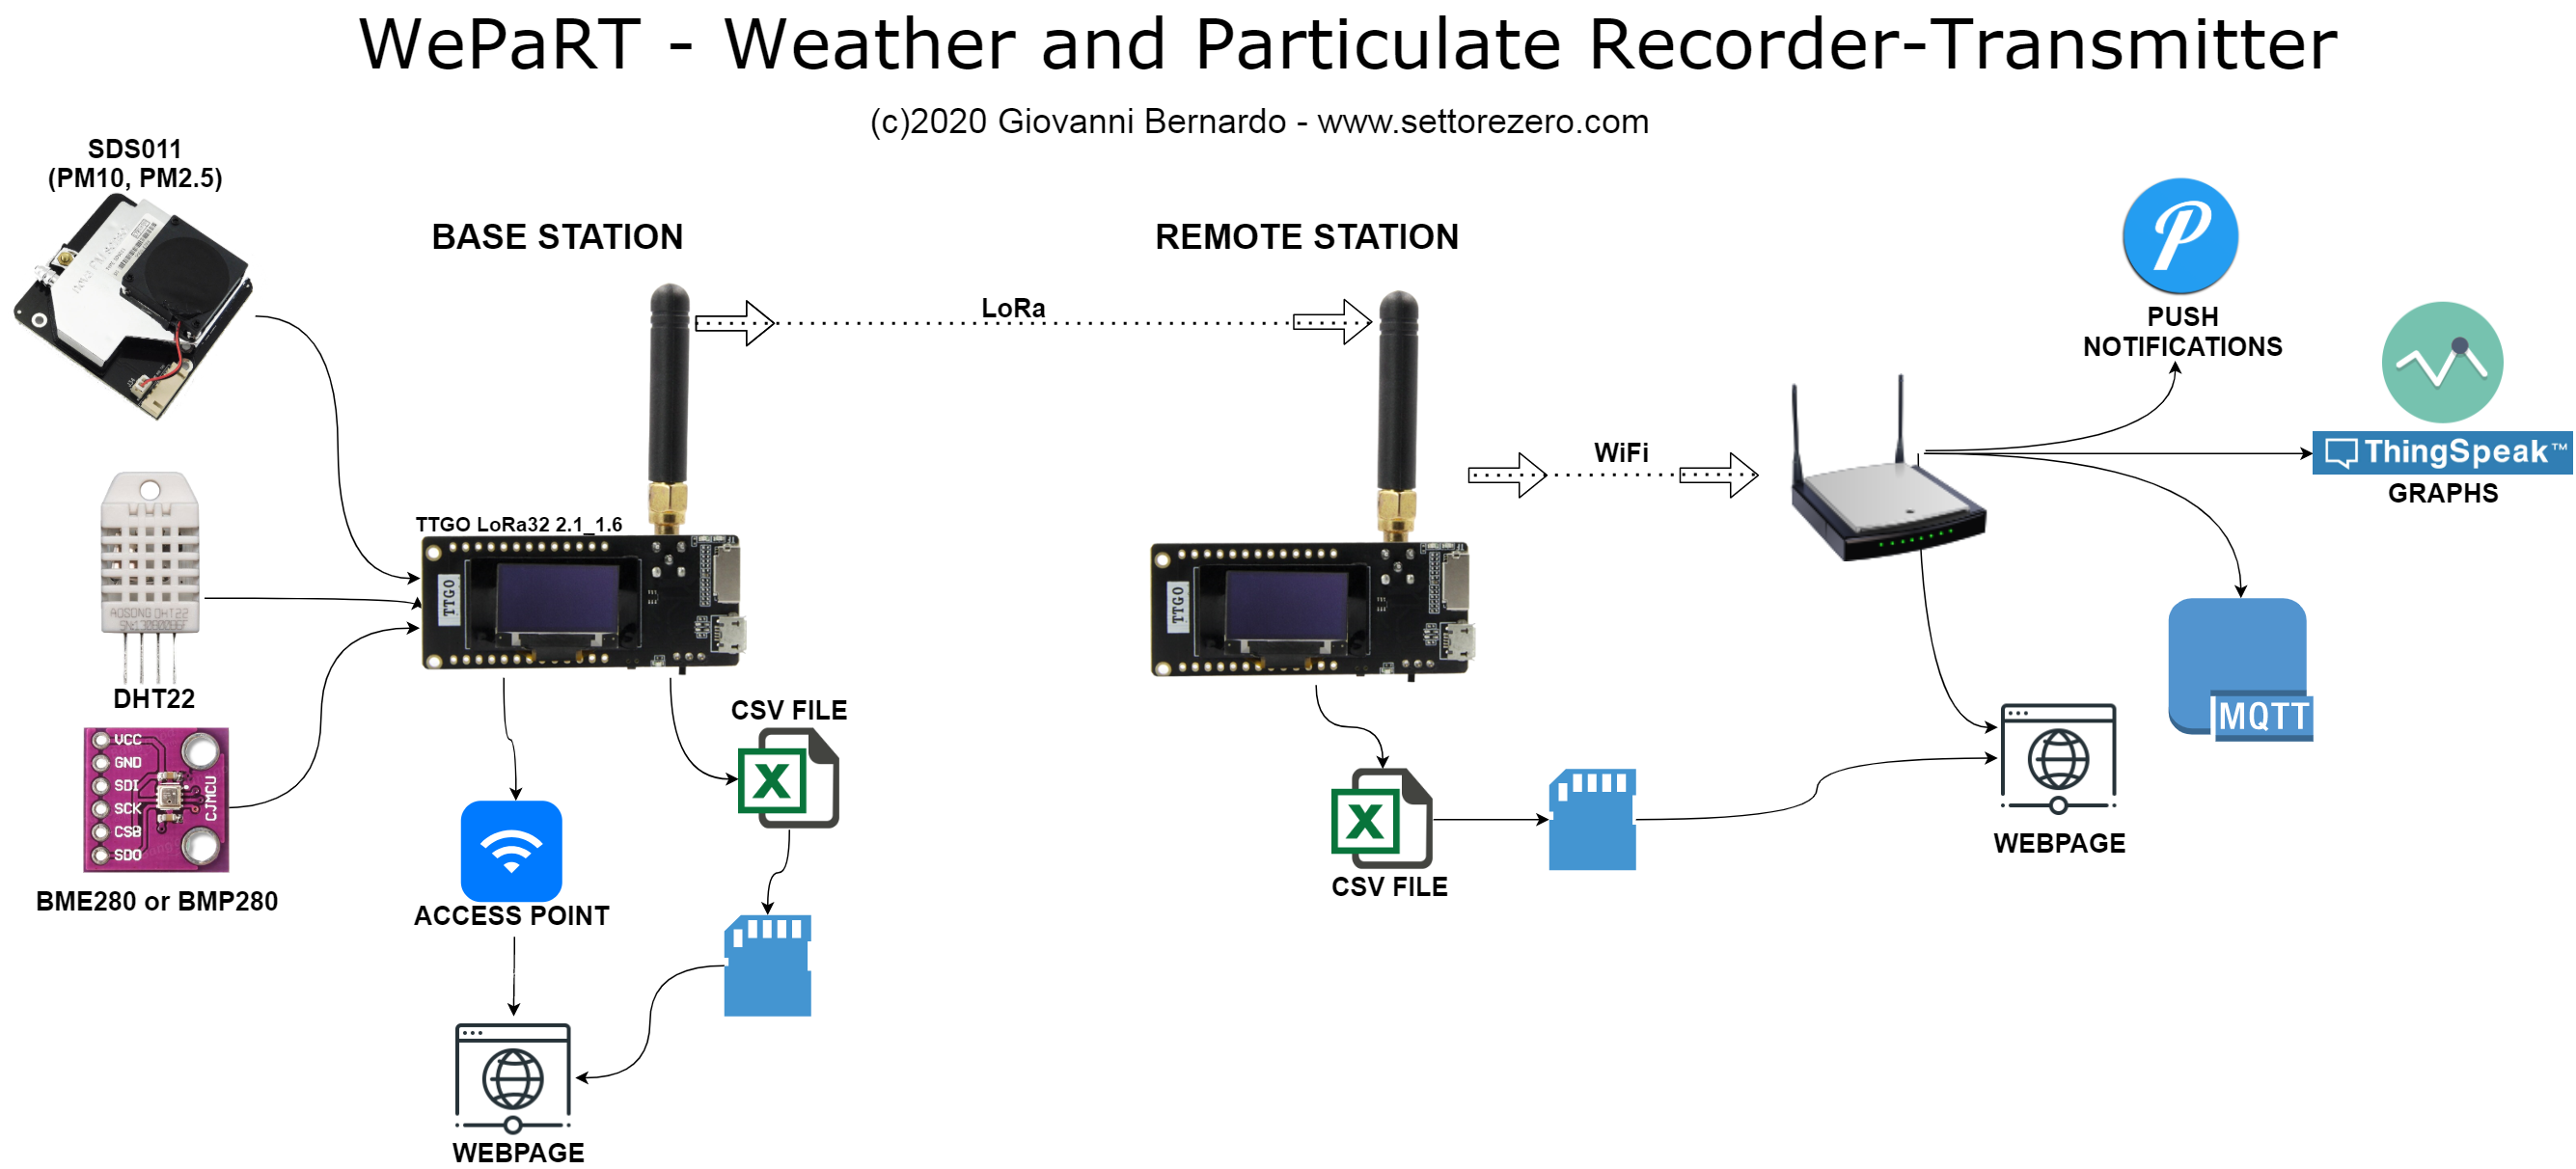 WePaRT - Weather and Particulate Recorder-Transmitter
(c)2020 Giovanni Bernardo - www.settorezero.com
SDS011
(PM10, PM2.5)
BASE STATION
REMOTE STATION
LoRa
PUSH
NOTIFICATIONS
WiFi
ThingSpeak™
GRAPHS
TTGO LoRa32 2.1_1.6
TTGO
TTGO
AOSONG DHT22
DHT22
MQTT
CSV FILE
VCC
GND
SDI
SCK
CSB
SDO
CJMCU
BME280 or BMP280
ACCESS POINT
CSV FILE
WEBPAGE
WEBPAGE